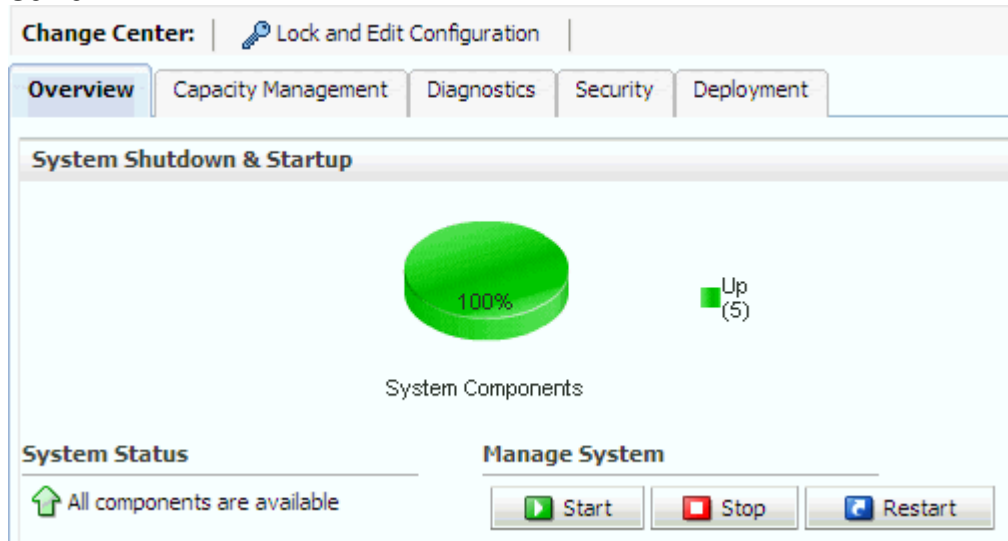 Change Center: Lock and Edit Configuration
Overview Capacity Management Diagnostics Security Deployment
System Shutdown & Startup
100%
Up
(5)
System Components
System Status Manage System
All components are available Start Stop Restart